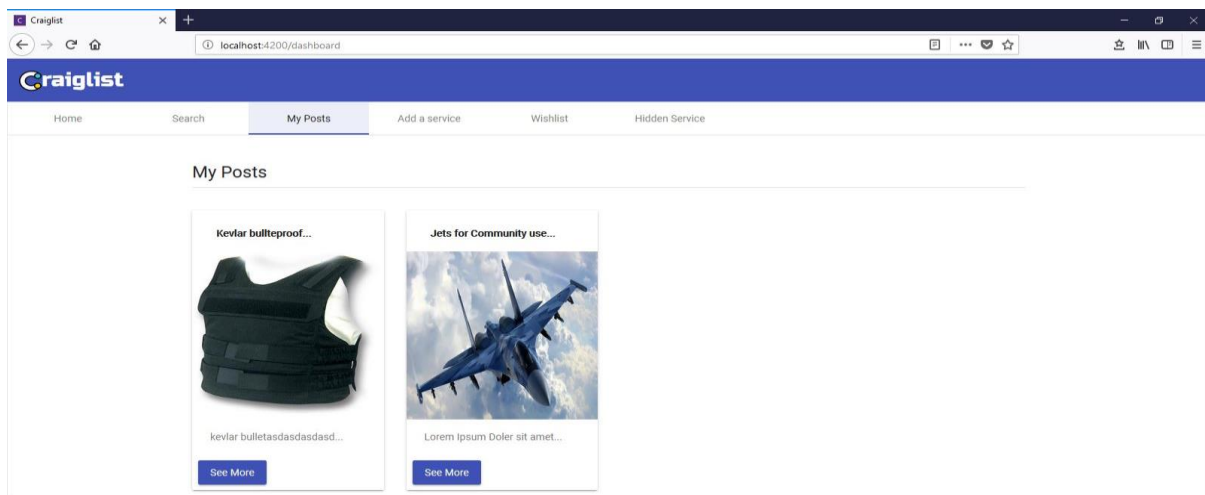 Craiglist
localhost:4200/dashboard
Craiglist
Home Search My Posts Add a service Wishlist Hidden Service
My Posts
Kevlar bullteproof... Jets for Community use...
kevlar bulletasdasdasdasd... Lorem Ipsum Doler sit amet...
See More See More